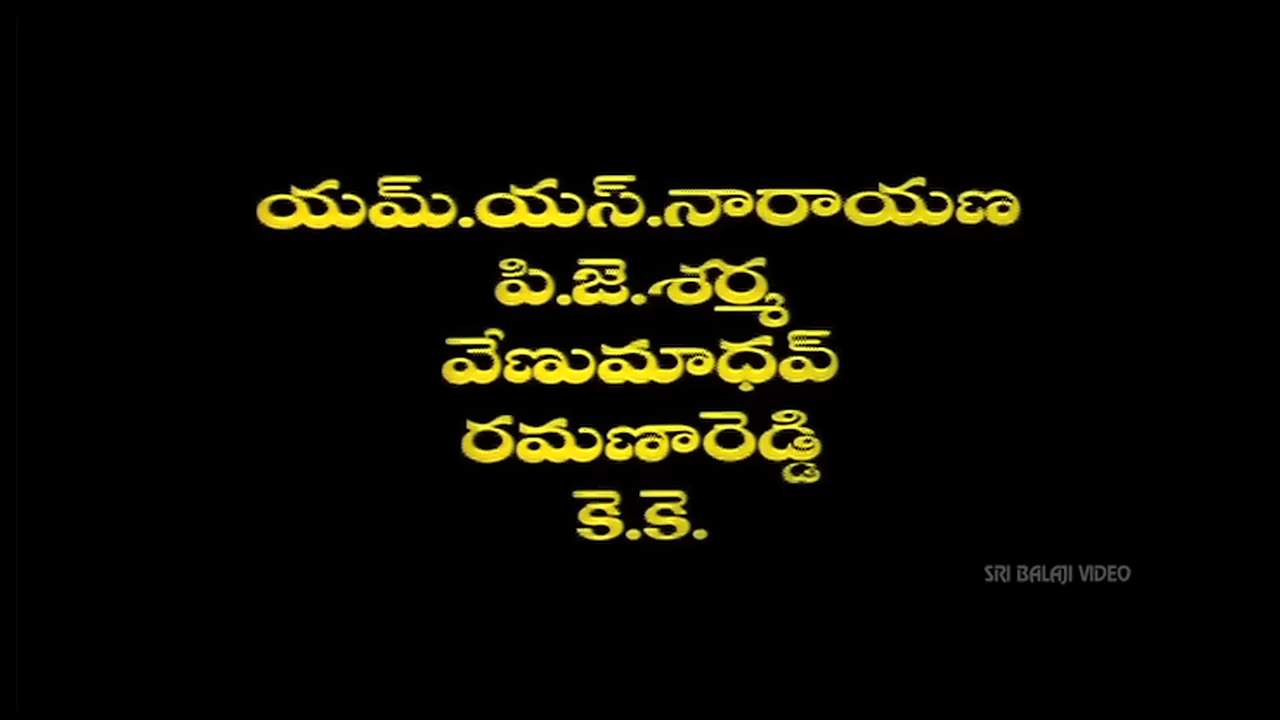 యమ్.యస్.నారాయణ
పి.జె.శర్మ
వేణుమాధవ్
రమణారెడ్డి
కె.కె.
SRI BALAJI VIDEO